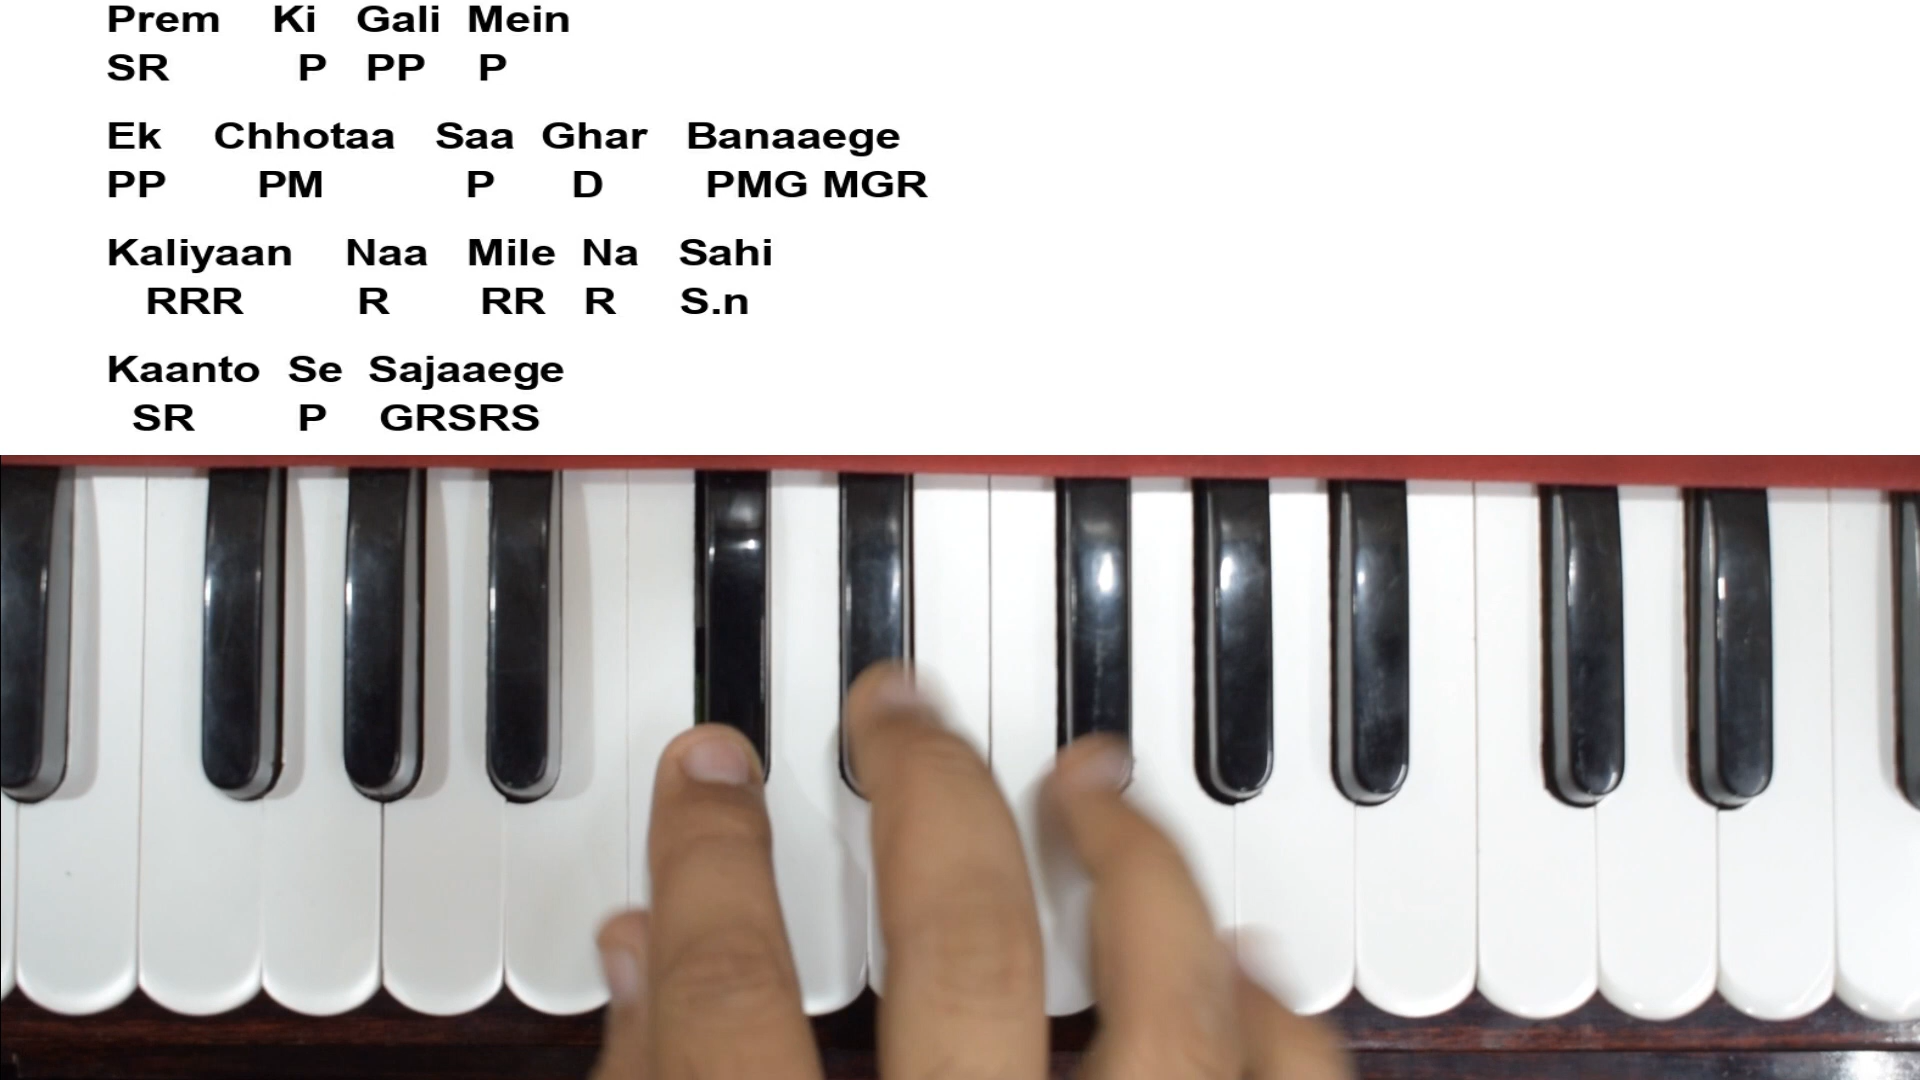 Prem Ki Gali Mein
SR P PP P
Ek Chhotaa Saa Ghar Banaaege
PP PM P D PMG MGR
Kaliyaan Naa Mile Na Sahi
RRR R RR R S.n
Kaanto Se Sajaaege
SR P GRSRS